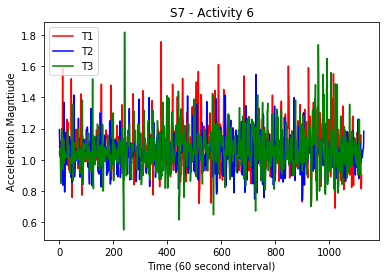 S7 - Activity 6
T1
T2
T3
Acceleration Magntiude
1.8
1.6
1.4
1.2
1.0
0.8
0.6
0
200
400
600
800
1000
Time (60 second interval)